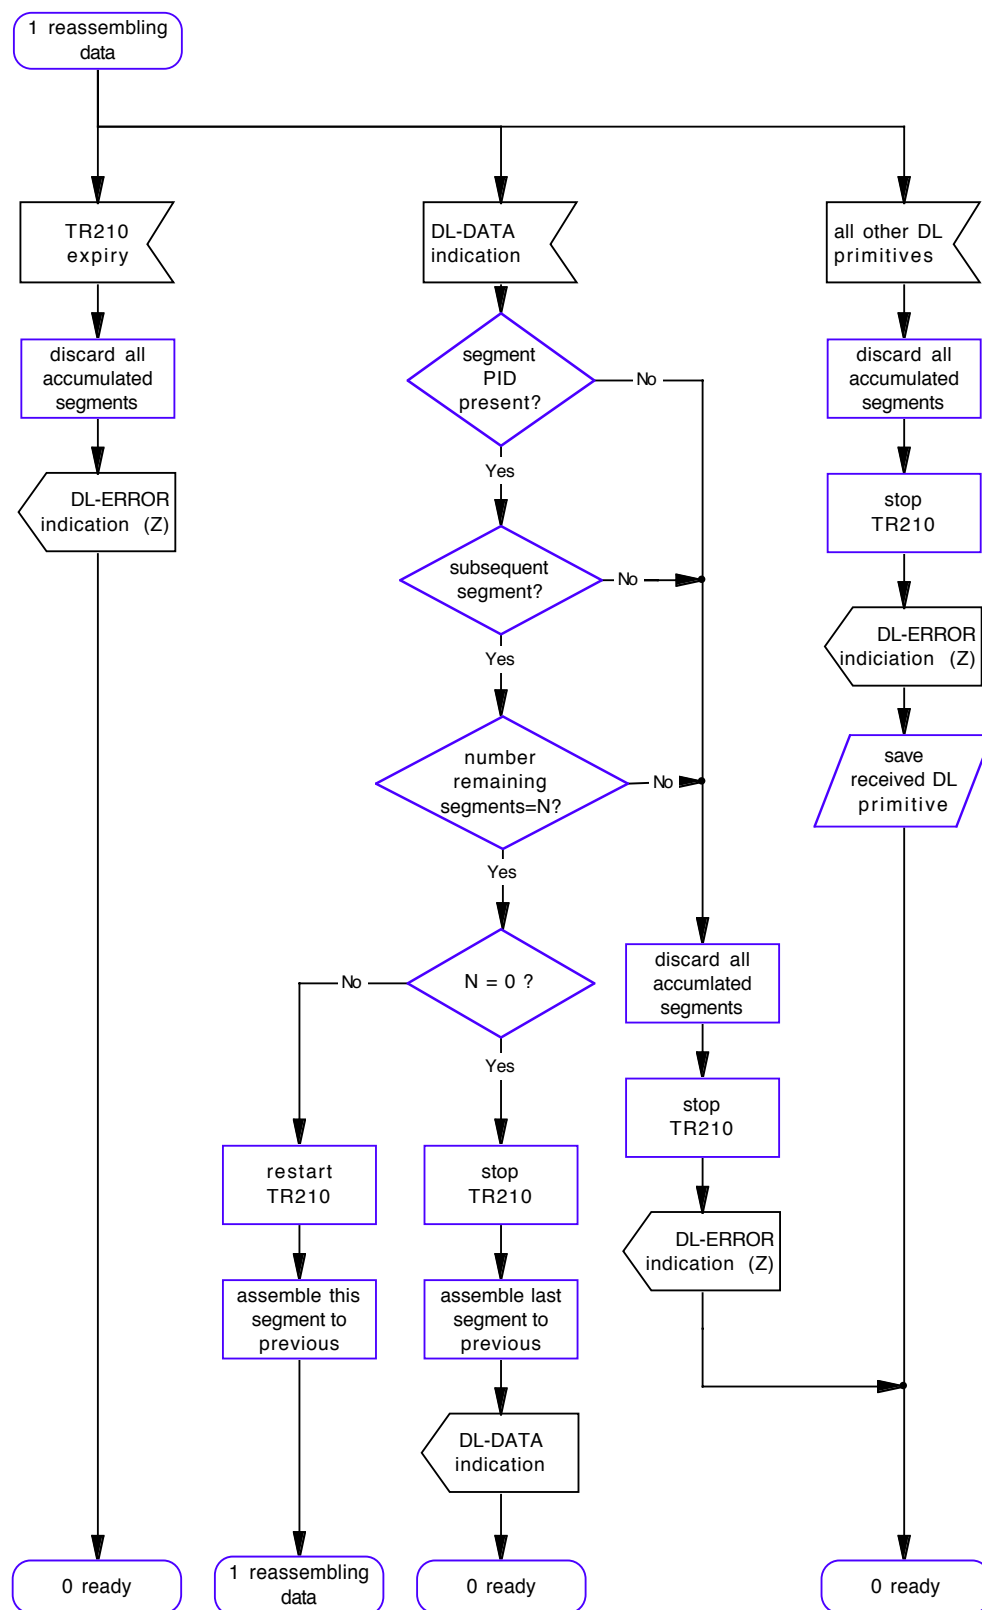 1 reassembling
data
TR210
expiry
DL-DATA
indication
all other DL
primitives
discard all
accumulated
segments
segment
PID
present?
No
discard all
accumulated
segments
Yes
DL-ERROR
indication (Z)
stop
TR210
subsequent
segment?
No
Yes
DL-ERROR
indiciation (Z)
number
remaining
segments=N?
No
save
received DL
primitive
Yes
N = 0 ?
No
discard all
accumlated
segments
Yes
stop
TR210
restart
TR210
stop
TR210
DL-ERROR
indication (Z)
assemble this
segment to
previous
assemble last
segment to
previous
DL-DATA
indication
0 ready
1 reassembling
data
0 ready
0 ready